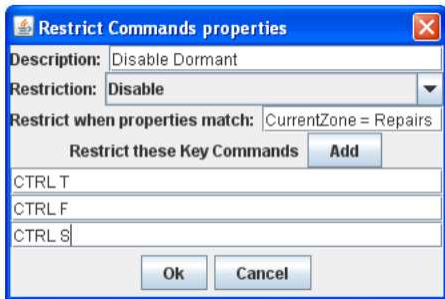 Restrict Commands properties
Description: Disable Dormant
Restriction: Disable
Restrict when properties match: CurrentZone = Repairs
Restrict these Key Commands Add
CTRL T
CTRL F
CTRL S
Ok Cancel